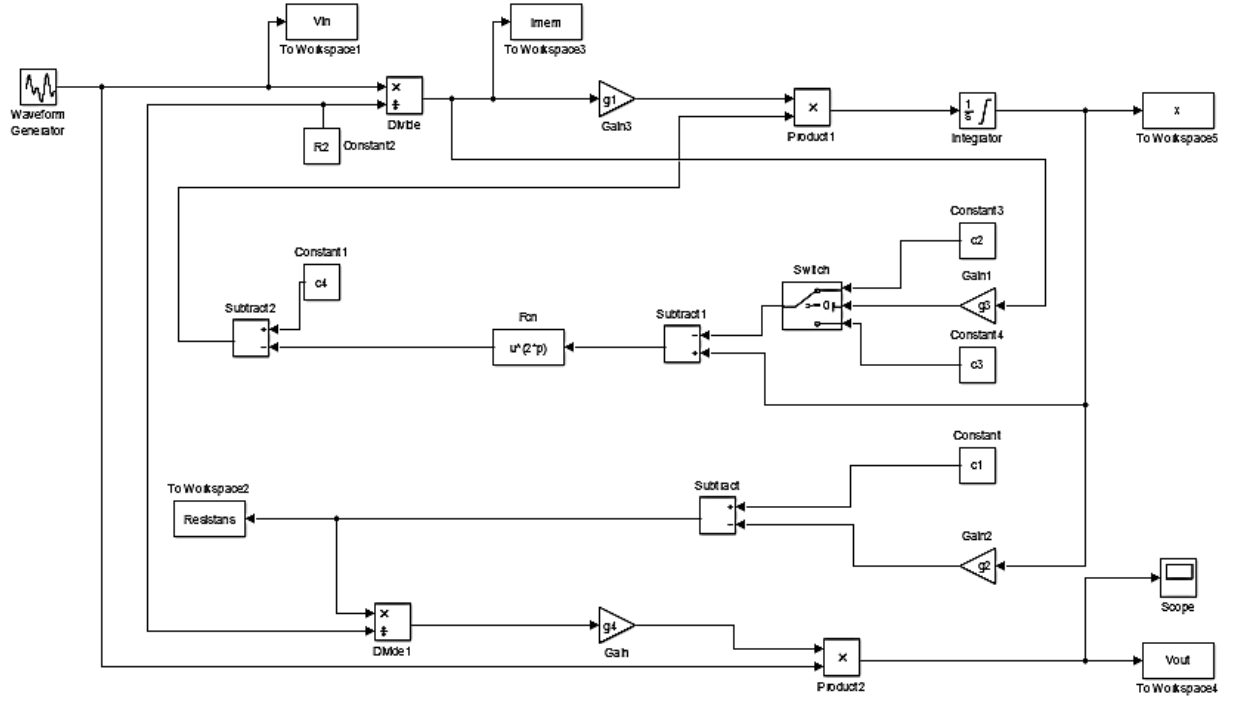 Vin
To Workspace1
Imem
To Workspace3
Waveform
Generator
×
÷
Divide
g1
Gain3
×
Product1
1
s
∫
Integrator
x
To Workspace5
R2
Constant2
Constant3
c2
Constant1
c4
Switch
Gain1
g3
Subtract2
+
−
Fcn
u^(2*p)
Subtract1
−
+
Constant4
c3
Constant
c1
To Workspace2
Resistans
Subtract
+
−
Gain2
g2
Scope
×
÷
Divide1
g4
Gain
×
Product2
Vout
To Workspace4